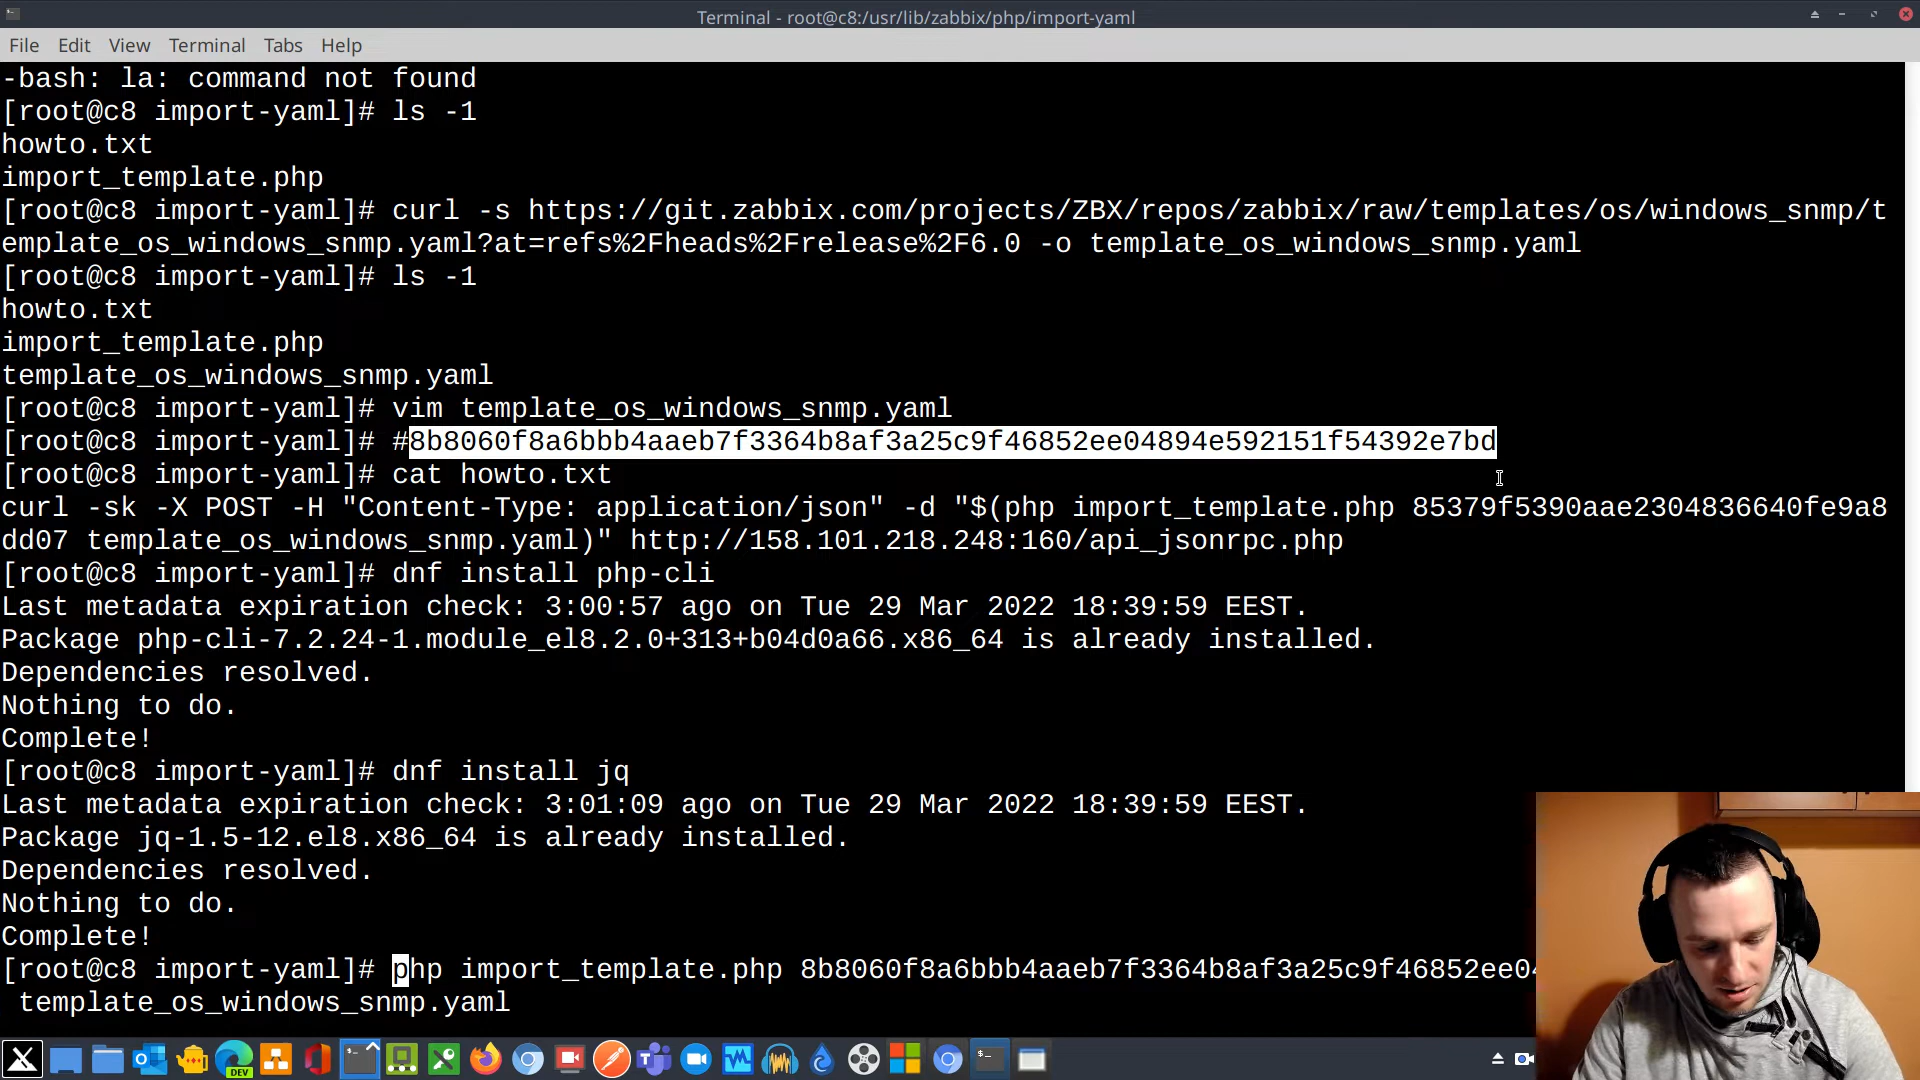 Terminal - root@c8:/usr/lib/zabbix/php/import-yaml
File Edit View Terminal Tabs Help
-bash: la: command not found
[root@c8 import-yaml]# ls -1
howto.txt
import_template.php
[root@c8 import-yaml]# curl -s https://git.zabbix.com/projects/ZBX/repos/zabbix/raw/templates/os/windows_snmp/t
emplate_os_windows_snmp.yaml?at=refs%2Fheads%2Frelease%2F6.0 -o template_os_windows_snmp.yaml
[root@c8 import-yaml]# ls -1
howto.txt
import_template.php
template_os_windows_snmp.yaml
[root@c8 import-yaml]# vim template_os_windows_snmp.yaml
[root@c8 import-yaml]# #8b8060f8a6bbb4aaeb7f3364b8af3a25c9f46852ee04894e592151f54392e7bd
[root@c8 import-yaml]# cat howto.txt
curl -sk -X POST -H "Content-Type: application/json" -d "$(php import_template.php 85379f5390aae2304836640fe9a8
dd07 template_os_windows_snmp.yaml)" http://158.101.218.248:160/api_jsonrpc.php
[root@c8 import-yaml]# dnf install php-cli
Last metadata expiration check: 3:00:57 ago on Tue 29 Mar 2022 18:39:59 EEST.
Package php-cli-7.2.24-1.module_el8.2.0+313+b04d0a66.x86_64 is already installed.
Dependencies resolved.
Nothing to do.
Complete!
[root@c8 import-yaml]# dnf install jq
Last metadata expiration check: 3:01:09 ago on Tue 29 Mar 2022 18:39:59 EEST.
Package jq-1.5-12.el8.x86_64 is already installed.
Dependencies resolved.
Nothing to do.
Complete!
[root@c8 import-yaml]# php import_template.php 8b8060f8a6bbb4aaeb7f3364b8af3a25c9f46852ee04
template_os_windows_snmp.yaml
DEV